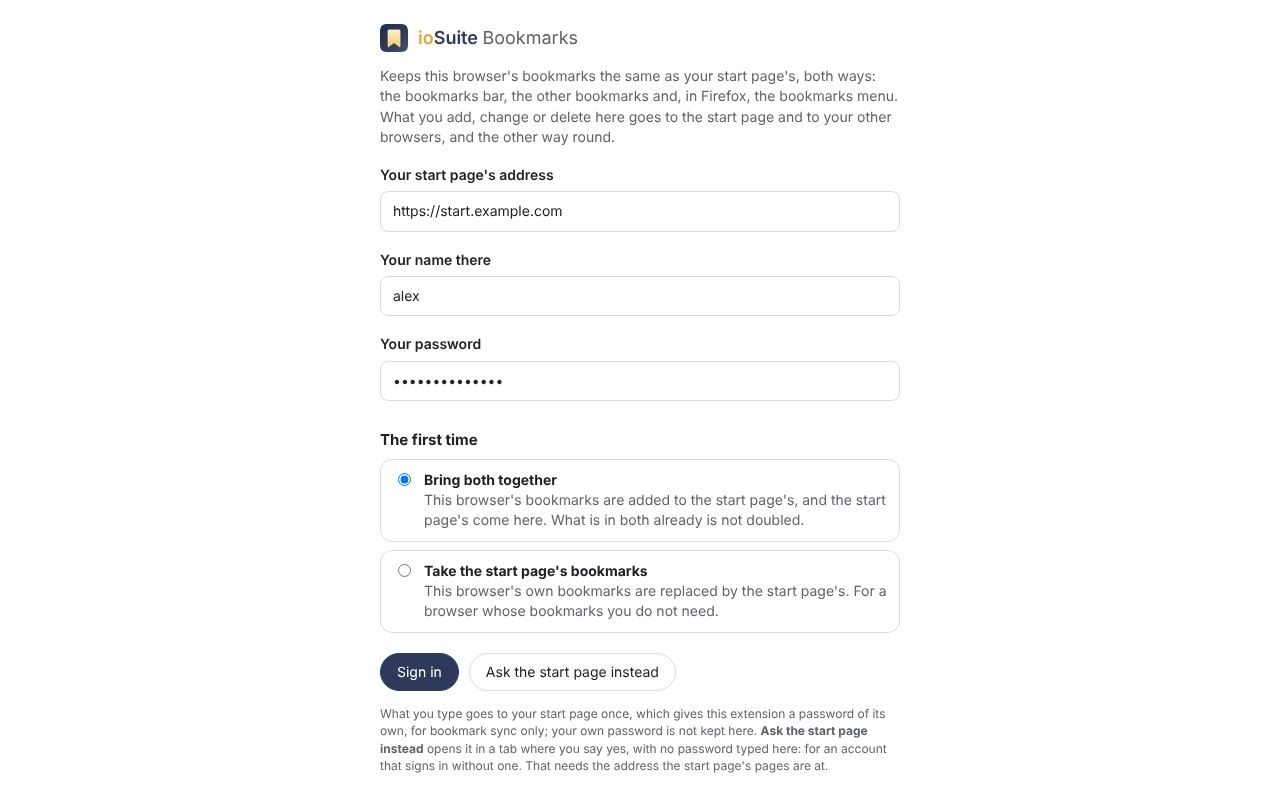 ioSuite Bookmarks
Keeps this browser's bookmarks the same as your start page's, both ways:
the bookmarks bar, the other bookmarks and, in Firefox, the bookmarks menu.
What you add, change or delete here goes to the start page and to your other
browsers, and the other way round.
Your start page's address
https://start.example.com
Your name there
alex
Your password
••••••••••••••
The first time
Bring both together
This browser's bookmarks are added to the start page's, and the start
page's come here. What is in both already is not doubled.
Take the start page's bookmarks
This browser's own bookmarks are replaced by the start page's. For a
browser whose bookmarks you do not need.
Sign in
Ask the start page instead
What you type goes to your start page once, which gives this extension a password of its
own, for bookmark sync only; your own password is not kept here. Ask the start page
instead opens it in a tab where you say yes, with no password typed here: for an account
that signs in without one. That needs the address the start page's pages are at.